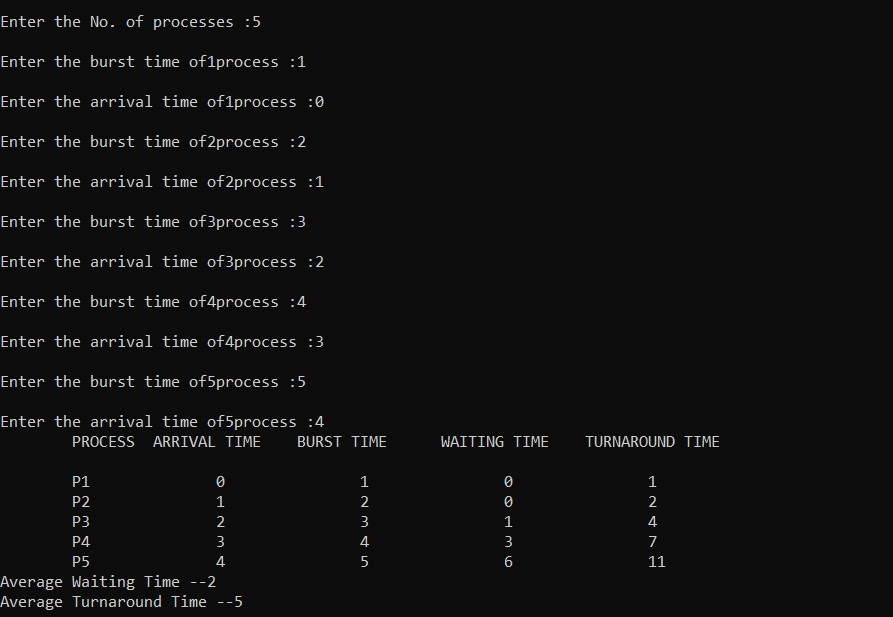 Enter the No. of processes :5
Enter the burst time of1process :1
Enter the arrival time of1process :0
Enter the burst time of2process :2
Enter the arrival time of2process :1
Enter the burst time of3process :3
Enter the arrival time of3process :2
Enter the burst time of4process :4
Enter the arrival time of4process :3
Enter the burst time of5process :5
Enter the arrival time of5process :4
PROCESS ARRIVAL TIME BURST TIME WAITING TIME TURNAROUND TIME
P1 0 1 0 1
P2 1 2 0 2
P3 2 3 1 4
P4 3 4 3 7
P5 4 5 6 11
Average Waiting Time --2
Average Turnaround Time --5